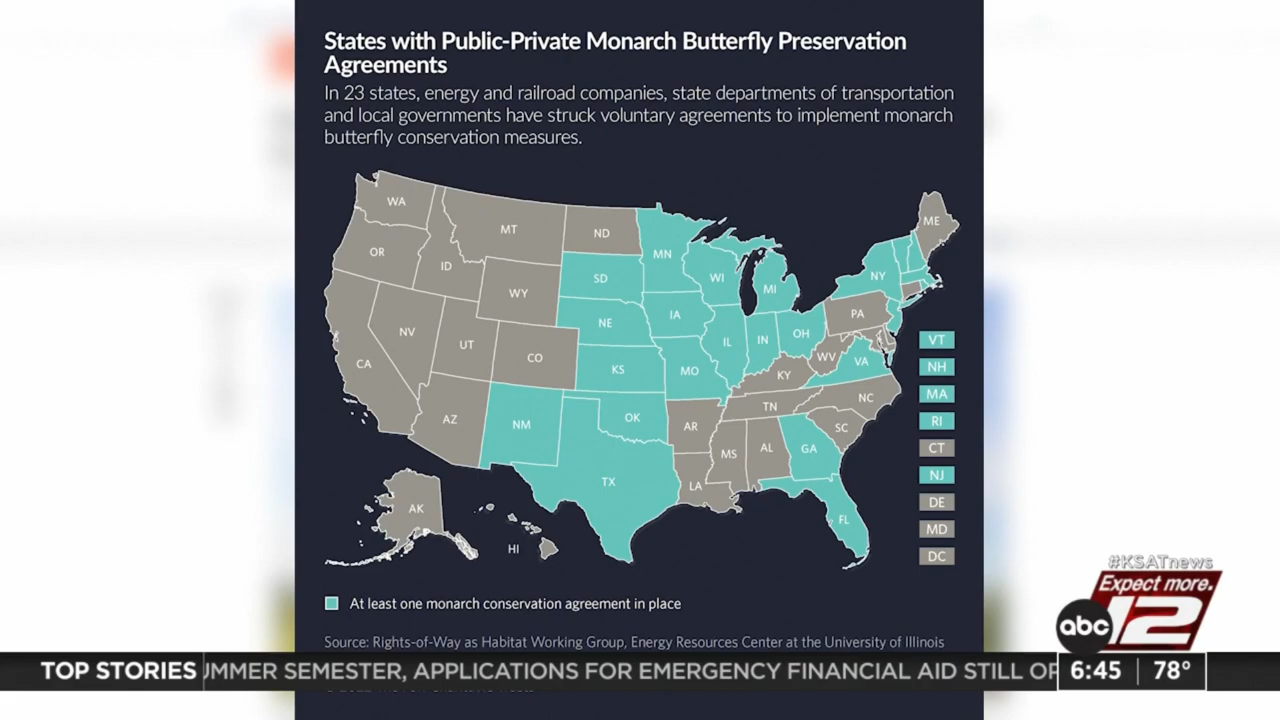 States with Public-Private Monarch Butterfly Preservation
Agreements
In 23 states, energy and railroad companies, state departments of transportation
and local governments have struck voluntary agreements to implement monarch
butterfly conservation measures.
WA
MT
ND
MN
ME
OR
ID
SD
WI
MI
NY
WY
NE
IA
PA
NV
UT
CO
IL
IN
OH
VT
CA
KS
MO
KY
WV
VA
NH
AZ
NM
OK
AR
TN
NC
MA
MS
AL
GA
SC
RI
TX
LA
CT
AK
HI
FL
NJ
DE
MD
DC
At least one monarch conservation agreement in place
Source: Rights-of-Way as Habitat Working Group, Energy Resources Center at the University of Illinois
#KSATnews
Expect more.
abc 12
TOP STORIES UMMER SEMESTER, APPLICATIONS FOR EMERGENCY FINANCIAL AID STILL OP 6:45 78°